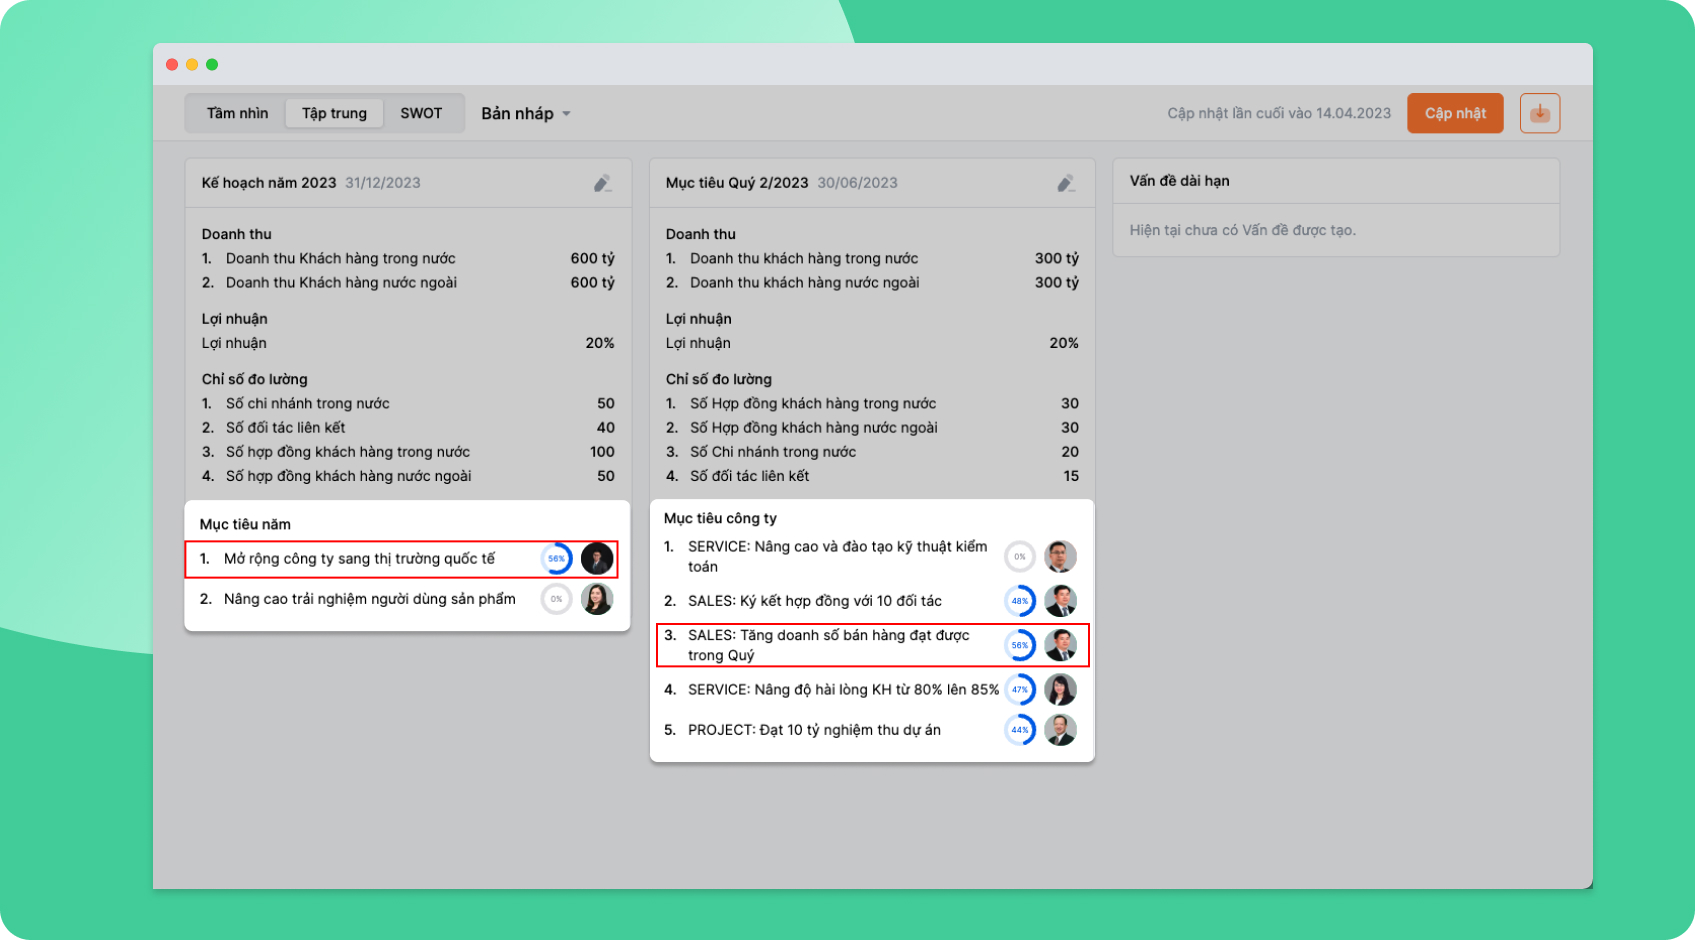 Tầm nhìn
Tập trung
SWOT
Bản nháp
Cập nhật lần cuối vào 14.04.2023
Cập nhật
Kế hoạch năm 2023 31/12/2023
Doanh thu
1. Doanh thu Khách hàng trong nước 600 tỷ
2. Doanh thu Khách hàng nước ngoài 600 tỷ
Lợi nhuận
Lợi nhuận 20%
Chỉ số đo lường
1. Số chi nhánh trong nước 50
2. Số đối tác liên kết 40
3. Số hợp đồng khách hàng trong nước 100
4. Số hợp đồng khách hàng nước ngoài 50
Mục tiêu năm
1. Mở rộng công ty sang thị trường quốc tế 56%
2. Nâng cao trải nghiệm người dùng sản phẩm 0%
Mục tiêu Quý 2/2023 30/06/2023
Doanh thu
1. Doanh thu khách hàng trong nước 300 tỷ
2. Doanh thu khách hàng nước ngoài 300 tỷ
Lợi nhuận
Lợi nhuận 20%
Chỉ số đo lường
1. Số Hợp đồng khách hàng trong nước 30
2. Số Hợp đồng khách hàng nước ngoài 30
3. Số Chi nhánh trong nước 20
4. Số đối tác liên kết 15
Mục tiêu công ty
1. SERVICE: Nâng cao và đào tạo kỹ thuật kiểm
toán 0%
2. SALES: Ký kết hợp đồng với 10 đối tác 48%
3. SALES: Tăng doanh số bán hàng đạt được
trong Quý 56%
4. SERVICE: Nâng độ hài lòng KH từ 80% lên 85% 47%
5. PROJECT: Đạt 10 tỷ nghiệm thu dự án 44%
Vấn đề dài hạn
Hiện tại chưa có Vấn đề được tạo.